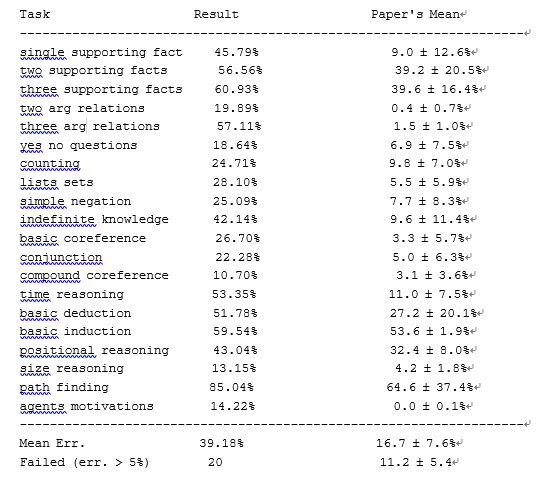 Task Result Paper's Mean↵
--------------------------------------------------------------------↵
single supporting fact 45.79% 9.0 ± 12.6%↵
two supporting facts 56.56% 39.2 ± 20.5%↵
three supporting facts 60.93% 39.6 ± 16.4%↵
two arg relations 19.89% 0.4 ± 0.7%↵
three arg relations 57.11% 1.5 ± 1.0%↵
yes no questions 18.64% 6.9 ± 7.5%↵
counting 24.71% 9.8 ± 7.0%↵
lists sets 28.10% 5.5 ± 5.9%↵
simple negation 25.09% 7.7 ± 8.3%↵
indefinite knowledge 42.14% 9.6 ± 11.4%↵
basic coreference 26.70% 3.3 ± 5.7%↵
conjunction 22.28% 5.0 ± 6.3%↵
compound coreference 10.70% 3.1 ± 3.6%↵
time reasoning 53.35% 11.0 ± 7.5%↵
basic deduction 51.78% 27.2 ± 20.1%↵
basic induction 59.54% 53.6 ± 1.9%↵
positional reasoning 43.04% 32.4 ± 8.0%↵
size reasoning 13.15% 4.2 ± 1.8%↵
path finding 85.04% 64.6 ± 37.4%↵
agents motivations 14.22% 0.0 ± 0.1%↵
--------------------------------------------------------------------↵
Mean Err. 39.18% 16.7 ± 7.6%↵
Failed (err. > 5%) 20 11.2 ± 5.4↵